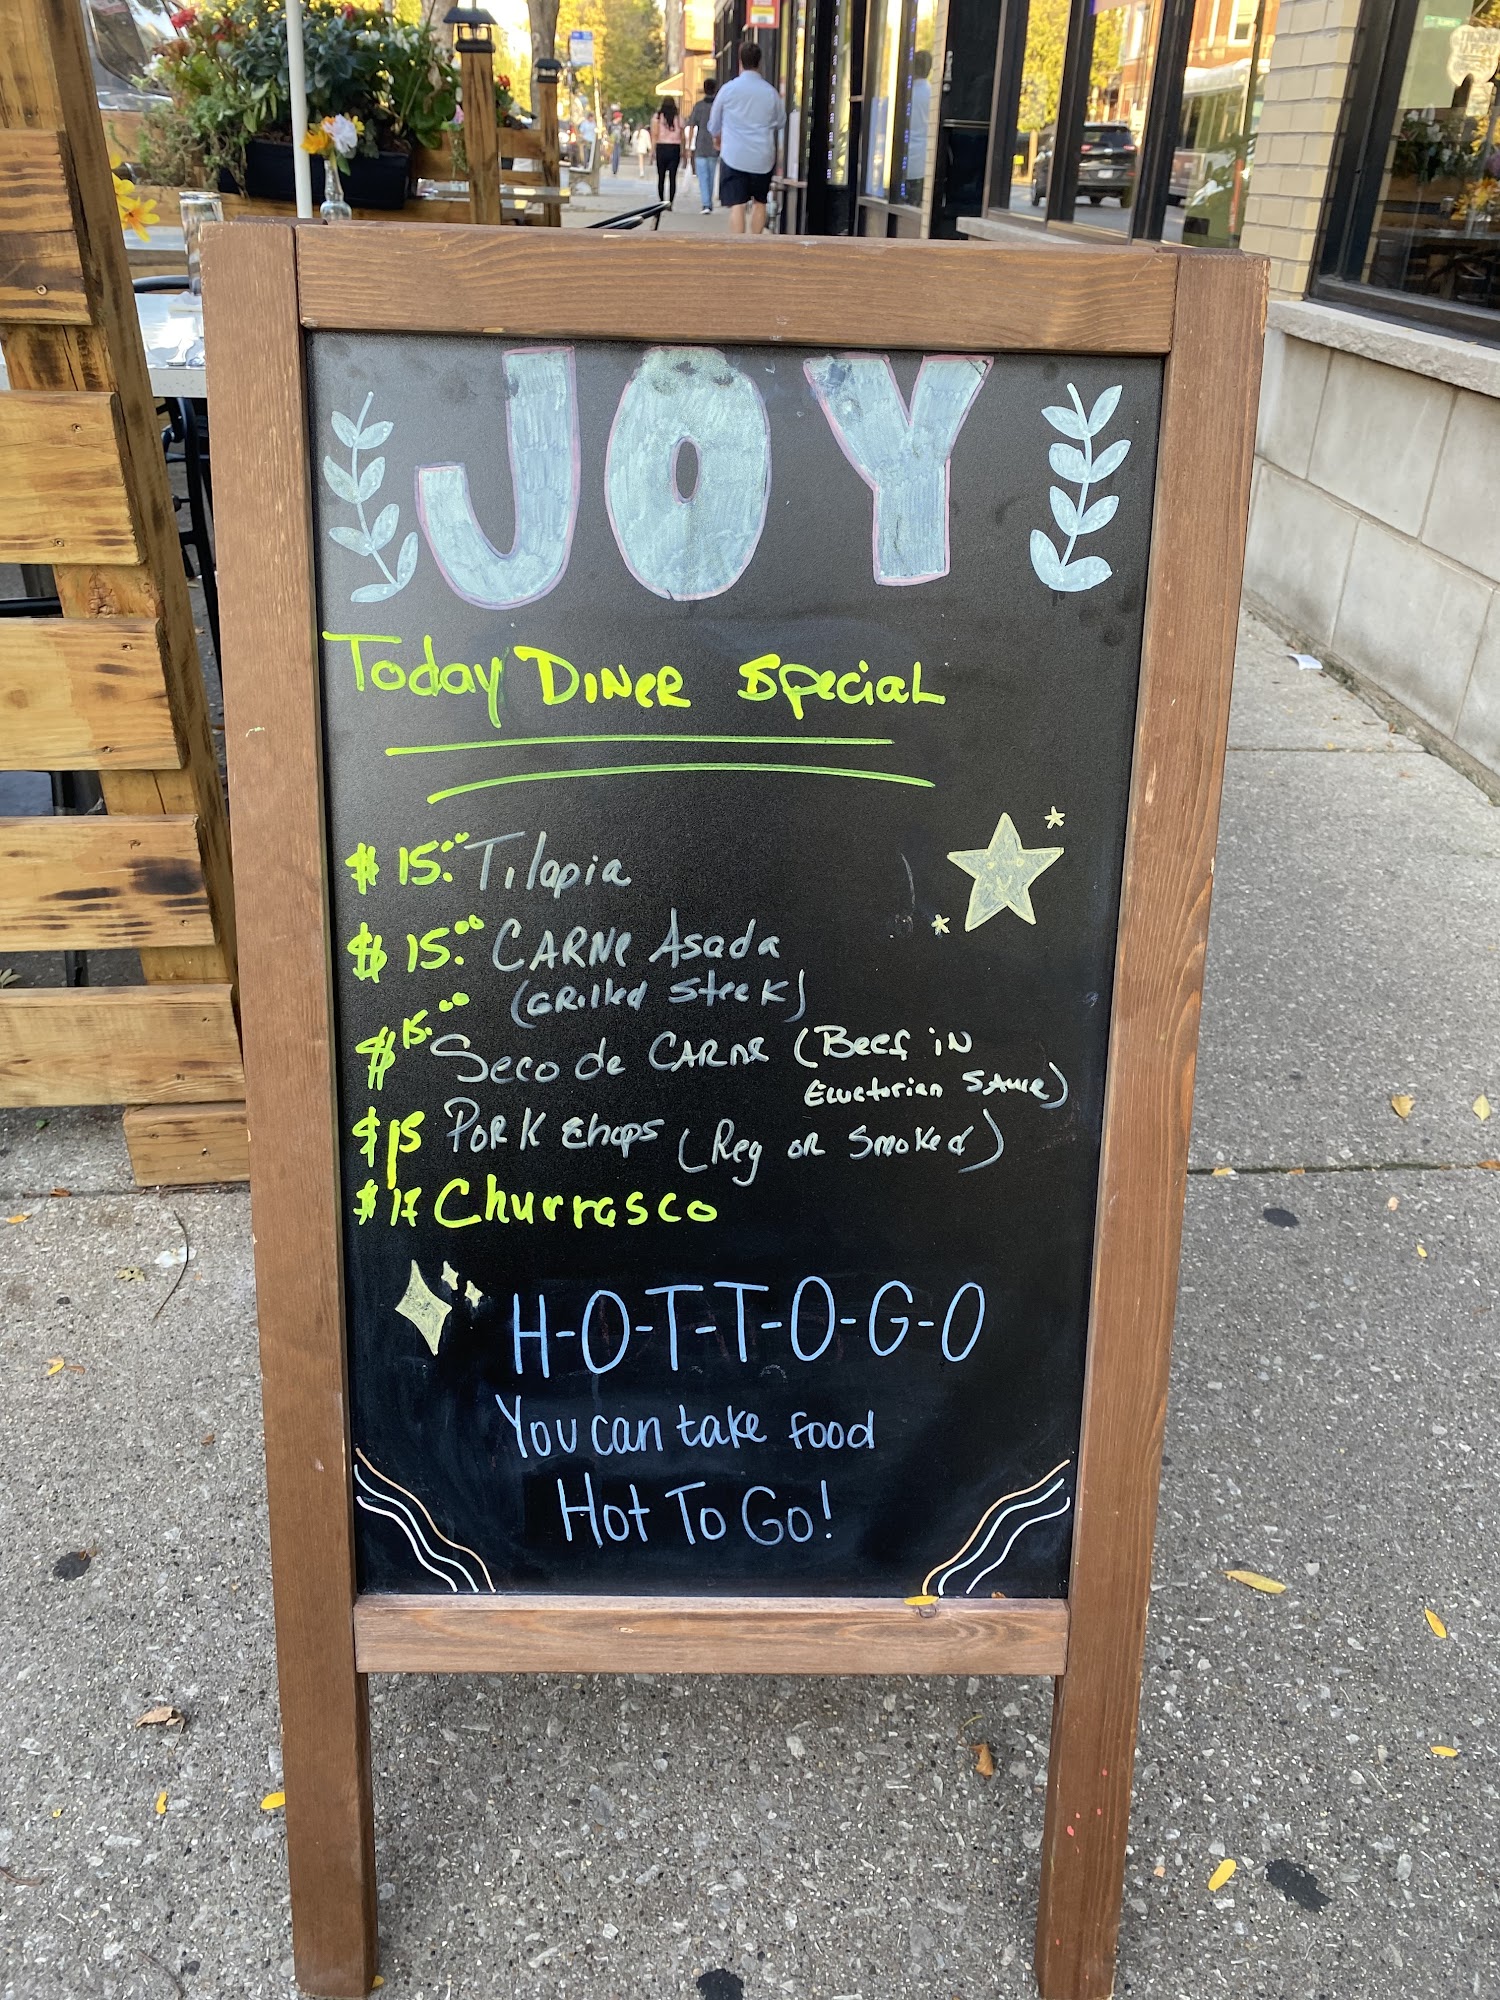 JOY
Today DINER Special
$ 15.00 Tilapia
$ 15.00 CARNe Asada
(GRilled steeK)
$ 15.00 Seco de CARNe (Beef iN
Ecuatorian SAuce)
$15 PORK chops (Reg OR Smoked)
$17 Churrasco
H-O-T-T-O-G-O
You can take food
Hot To Go!